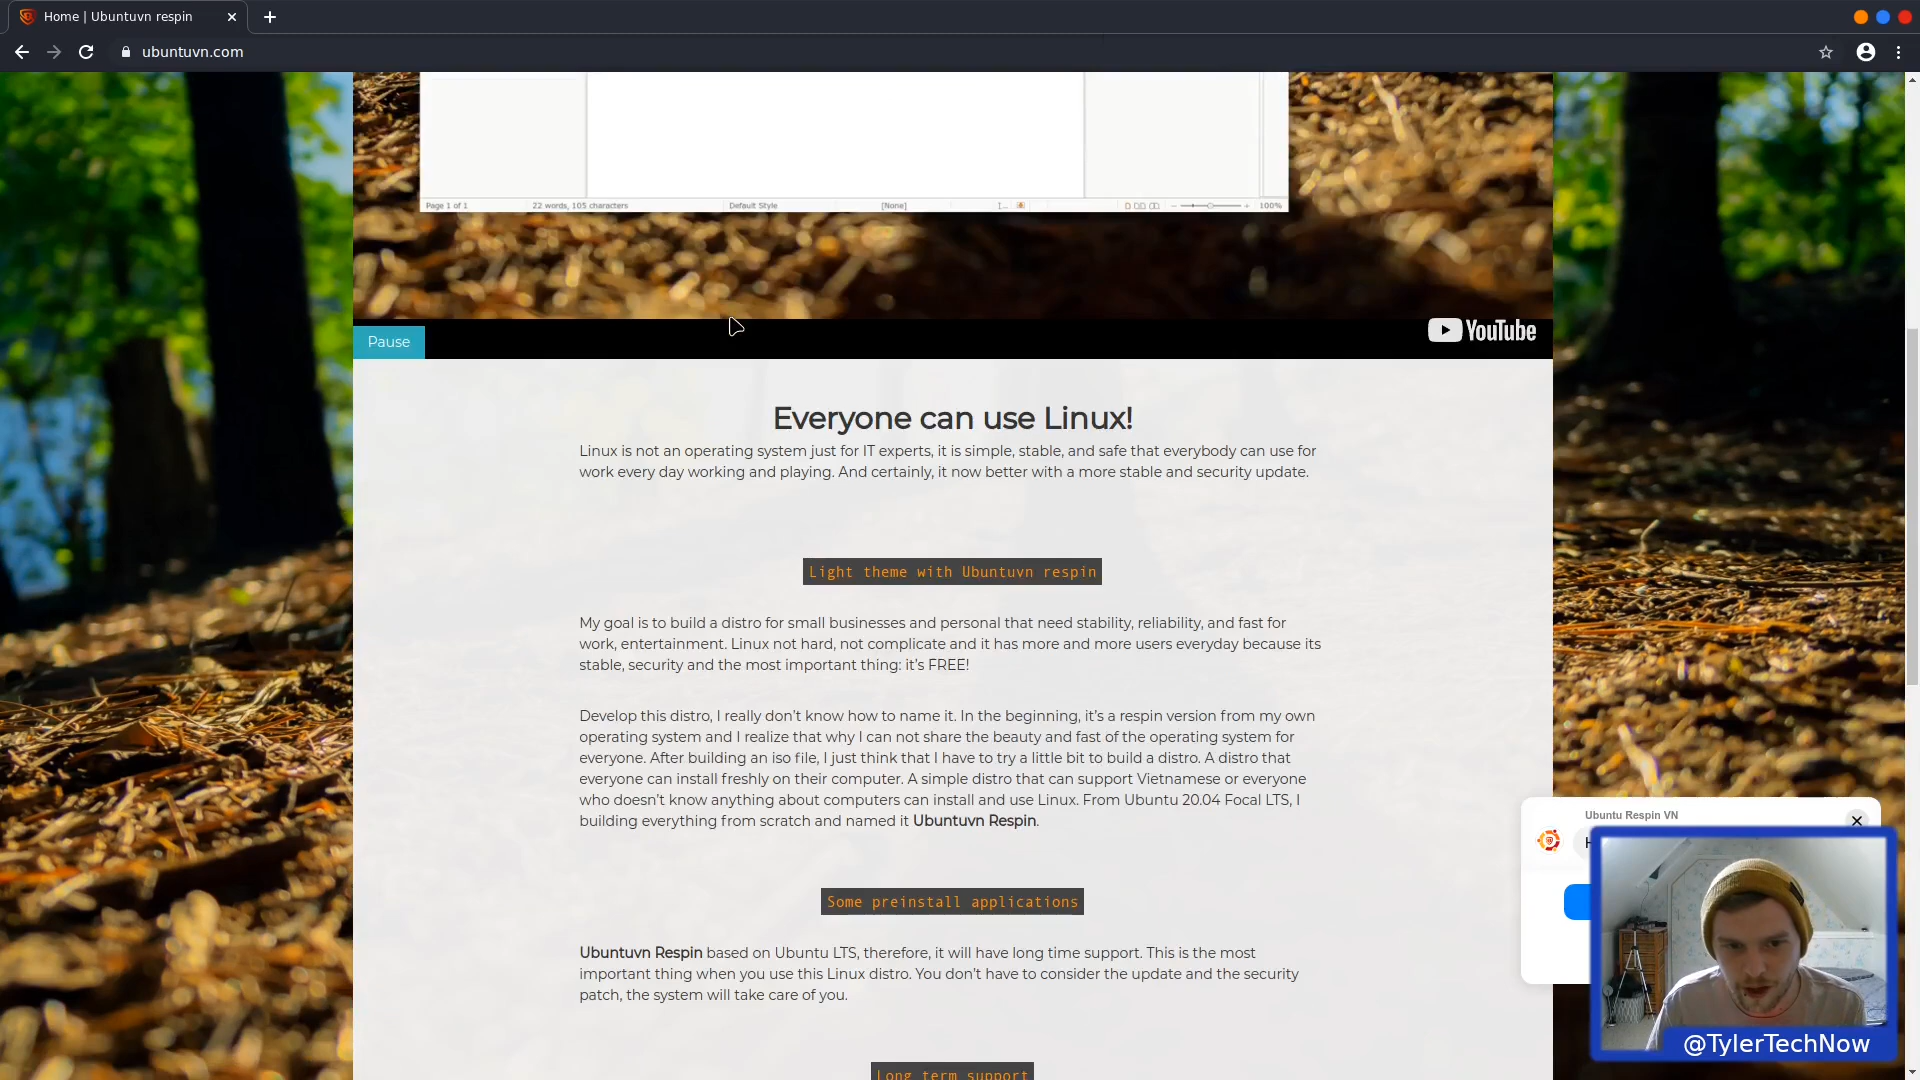 Home | Ubuntuvn respin
ubuntuvn.com
Page 1 of 1
22 words, 105 characters
Default Style
[None]
100%
Pause
YouTube
Everyone can use Linux!
Linux is not an operating system just for IT experts, it is simple, stable, and safe that everybody can use for
work every day working and playing. And certainly, it now better with a more stable and security update.
Light theme with Ubuntuvn respin
My goal is to build a distro for small businesses and personal that need stability, reliability, and fast for
work, entertainment. Linux not hard, not complicate and it has more and more users everyday because its
stable, security and the most important thing: it’s FREE!
Develop this distro, I really don’t know how to name it. In the beginning, it’s a respin version from my own
operating system and I realize that why I can not share the beauty and fast of the operating system for
everyone. After building an iso file, I just think that I have to try a little bit to build a distro. A distro that
everyone can install freshly on their computer. A simple distro that can support Vietnamese or everyone
who doesn’t know anything about computers can install and use Linux. From Ubuntu 20.04 Focal LTS, I
building everything from scratch and named it Ubuntuvn Respin.
Some preinstall applications
Ubuntuvn Respin based on Ubuntu LTS, therefore, it will have long time support. This is the most
important thing when you use this Linux distro. You don’t have to consider the update and the security
patch, the system will take care of you.
Long term support
Ubuntu Respin VN
@TylerTechNow